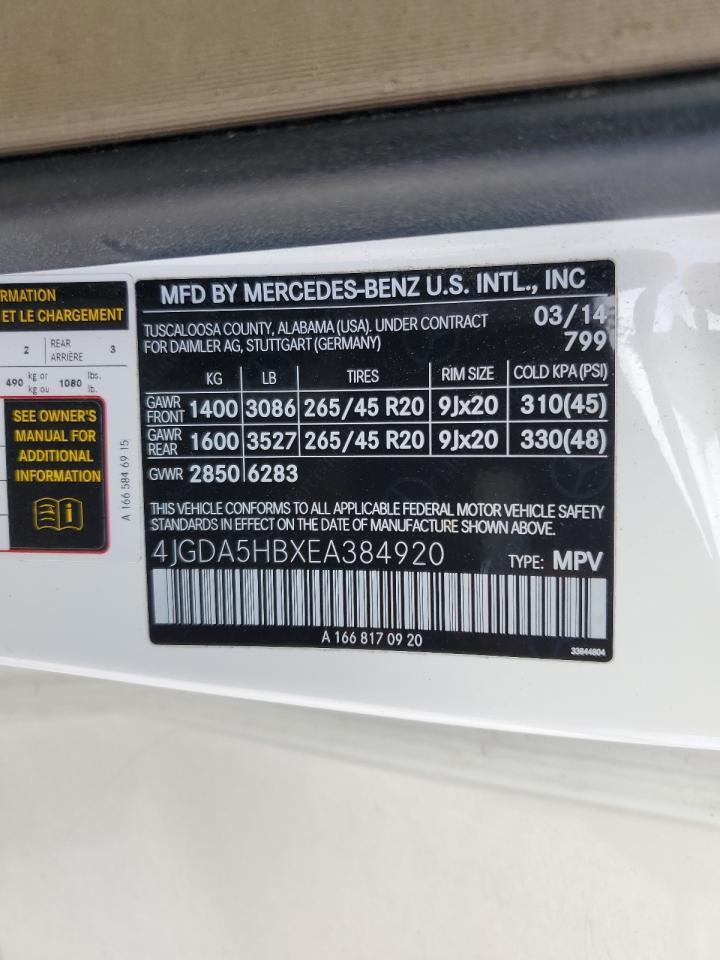 RMATION
ET LE CHARGEMENT
2 REAR ARRIÈRE 3
490 kg or kg ou 1080 lbs. lb.
SEE OWNER'S
MANUAL FOR
ADDITIONAL
INFORMATION
A 166 584 69 15
MFD BY MERCEDES-BENZ U.S. INTL., INC
TUSCALOOSA COUNTY, ALABAMA (USA). UNDER CONTRACT 03/14
FOR DAIMLER AG, STUTTGART (GERMANY) 799
KG LB TIRES RIM SIZE COLD KPA (PSI)
GAWR FRONT 1400 3086 265/45 R20 9Jx20 310(45)
GAWR REAR 1600 3527 265/45 R20 9Jx20 330(48)
GVWR 2850 6283
THIS VEHICLE CONFORMS TO ALL APPLICABLE FEDERAL MOTOR VEHICLE SAFETY
STANDARDS IN EFFECT ON THE DATE OF MANUFACTURE SHOWN ABOVE.
4JGDA5HBXEA384920 TYPE: MPV
A 166 817 09 20
33844804